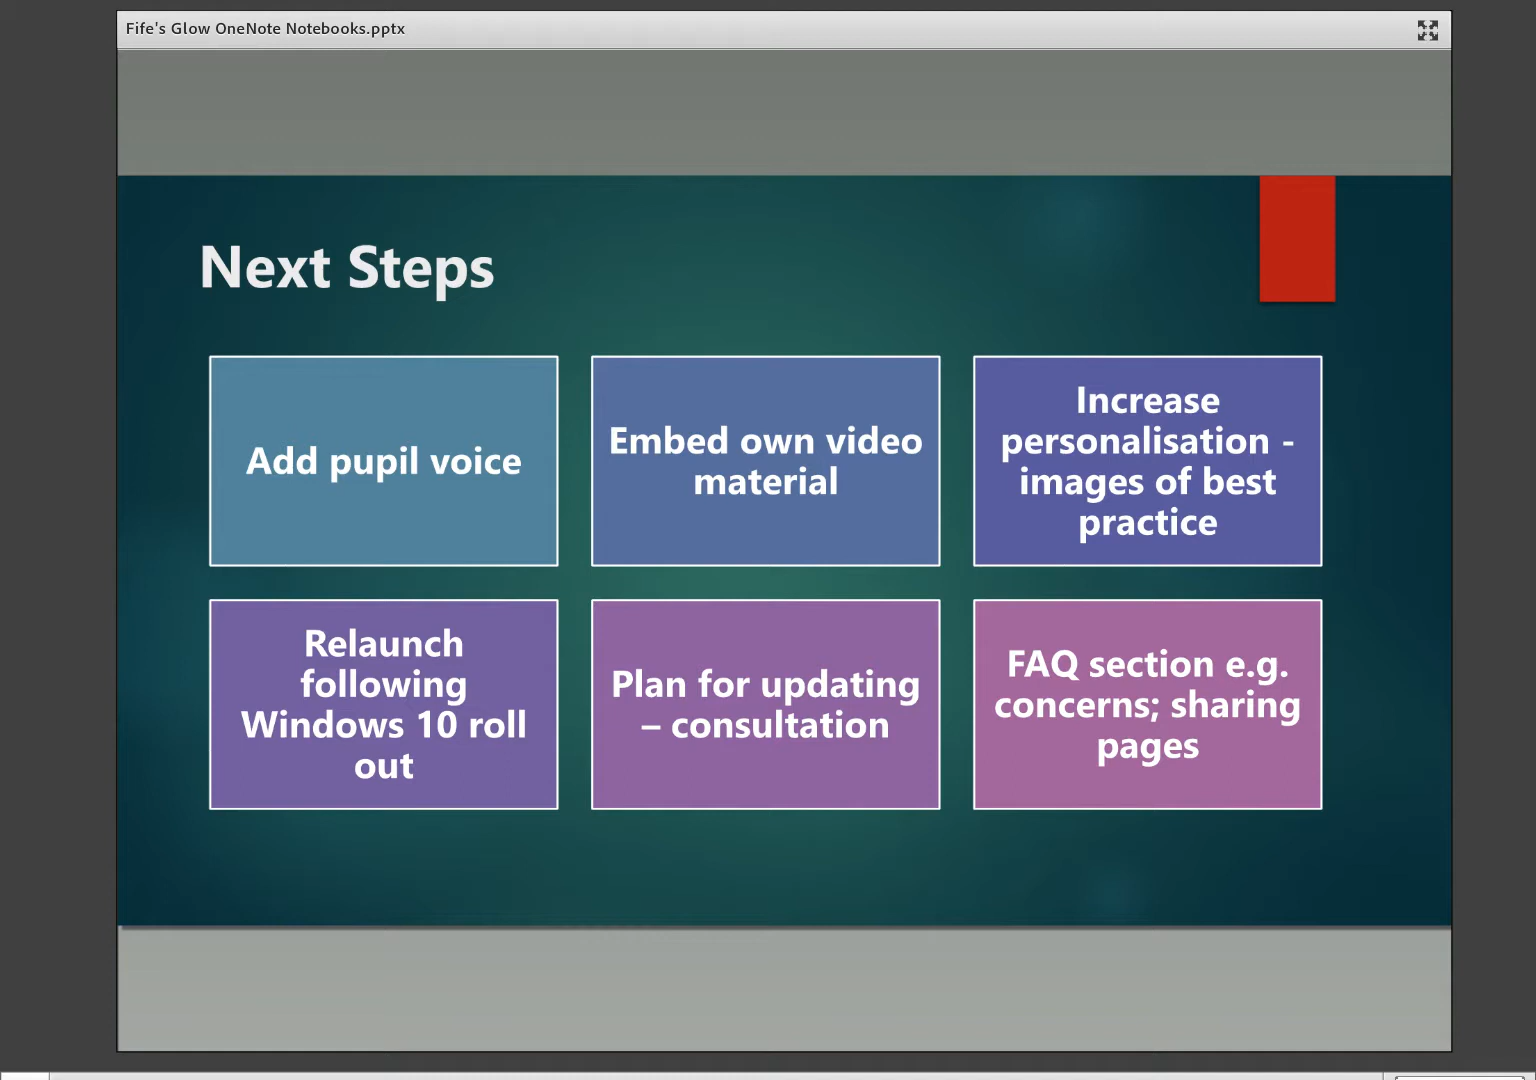 Fife's Glow OneNote Notebooks.pptx
Next Steps
Add pupil voice
Embed own video
material
Increase
personalisation -
images of best
practice
Relaunch
following
Windows 10 roll
out
Plan for updating
– consultation
FAQ section e.g.
concerns; sharing
pages